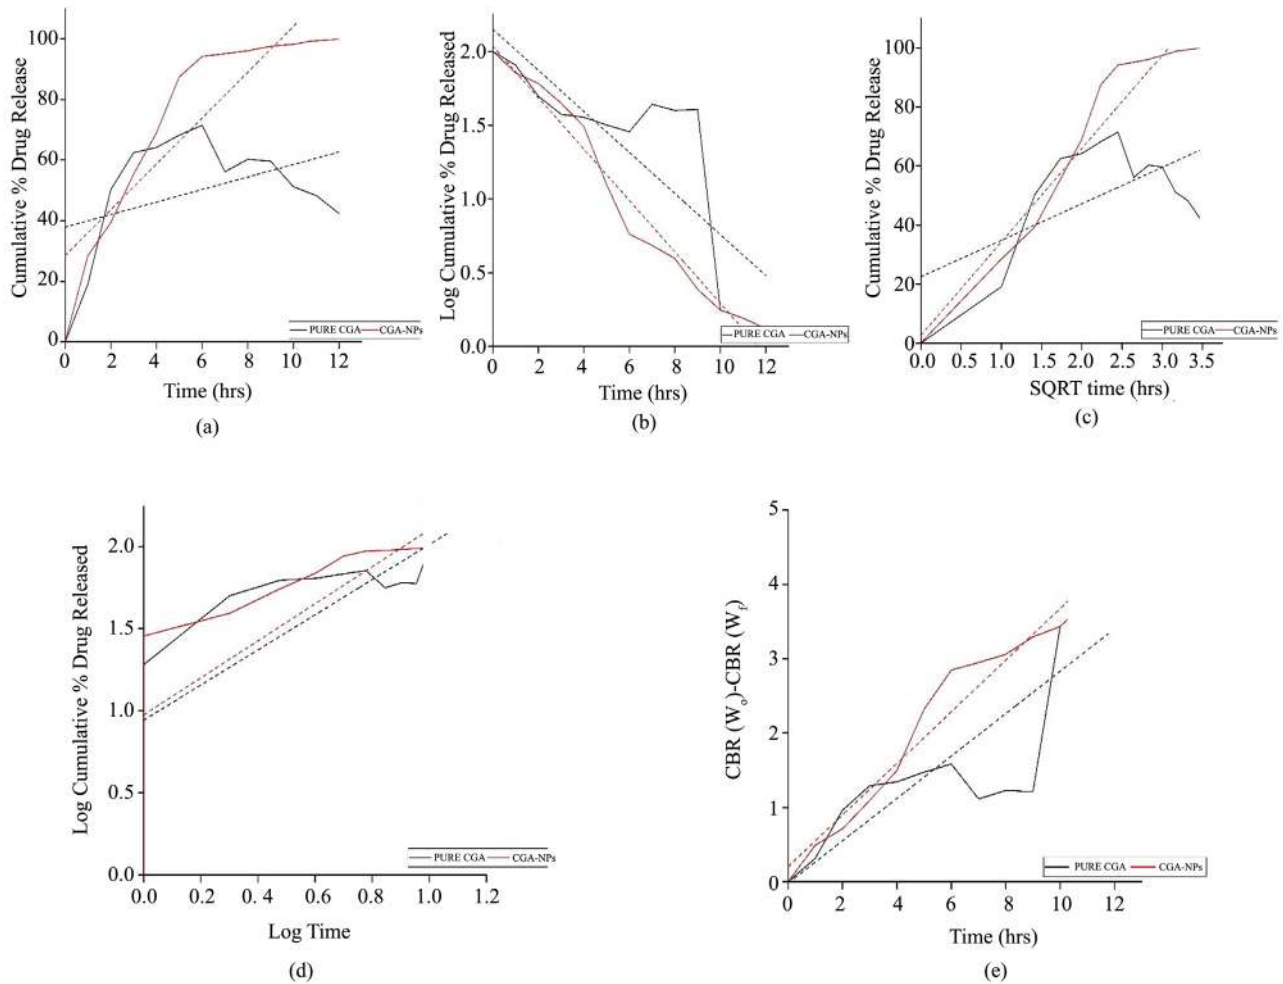 100
80
60
40
20
0
Cumulative % Drug Release
0 2 4 6 8 10 12
Time (hrs)
PURE CGA CGA-NPs
(a)
2.0
1.5
1.0
0.5
0.0
Log Cumulative % Drug Released
0 2 4 6 8 10 12
Time (hrs)
PURE CGA CGA-NPs
(b)
100
80
60
40
20
0
Cumulative % Drug Release
0.0 0.5 1.0 1.5 2.0 2.5 3.0 3.5
SQRT time (hrs)
PURE CGA CGA-NPs
(c)
2.0
1.5
1.0
0.5
0.0
Log Cumulative % Drug Released
0.0 0.2 0.4 0.6 0.8 1.0 1.2
Log Time
PURE CGA CGA-NPs
(d)
5
4
3
2
1
0
CBR (Wₒ)-CBR (Wf)
0 2 4 6 8 10 12
Time (hrs)
PURE CGA CGA-NPs
(e)